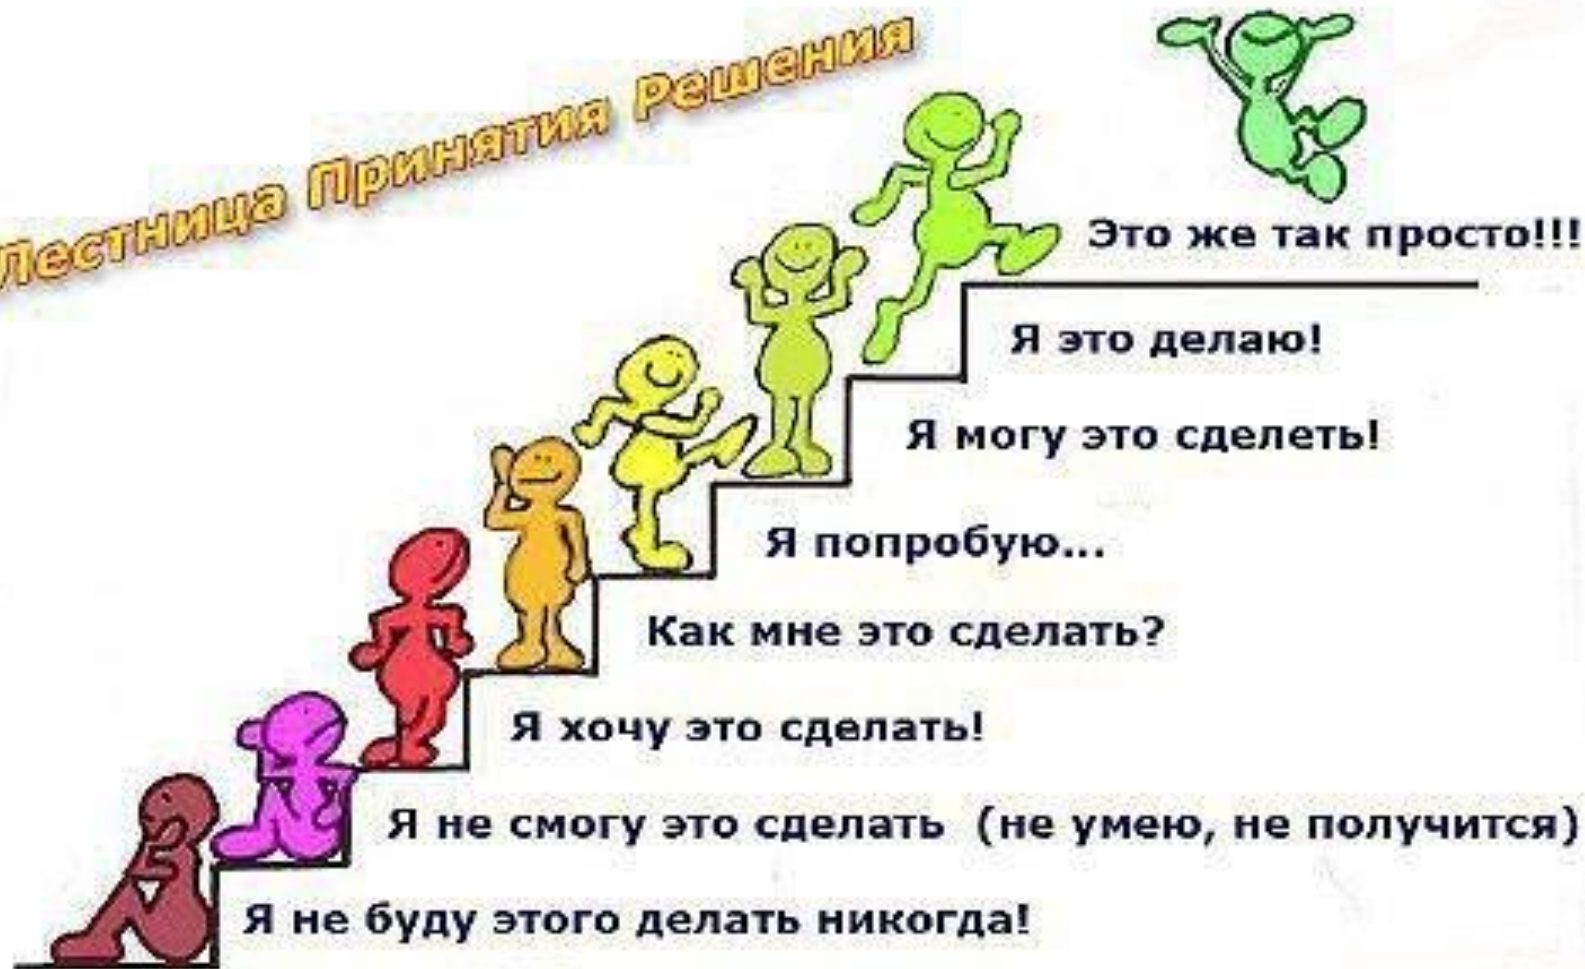 Лестница Принятия Решения
Это же так просто!!!
Я это делаю!
Я могу это сделеть!
Я попробую...
Как мне это сделать?
Я хочу это сделать!
Я не смогу это сделать (не умею, не получится)
Я не буду этого делать никогда!